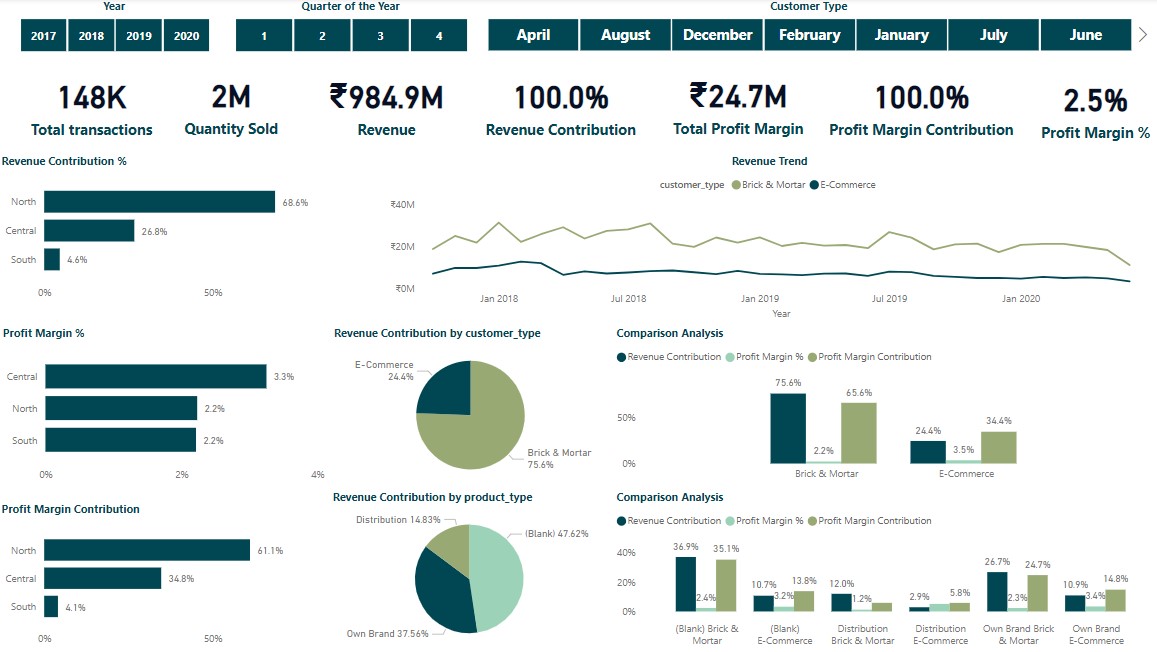 Year
Quarter of the Year
Customer Type
2017 2018 2019 2020
1 2 3 4
April August December February January July June
148K
Total transactions
2M
Quantity Sold
₹984.9M
Revenue
100.0%
Revenue Contribution
₹24.7M
Total Profit Margin
100.0%
Profit Margin Contribution
2.5%
Profit Margin %
Revenue Contribution %
North 68.6%
Central 26.8%
South 4.6%
0% 50%
Revenue Trend
customer_type Brick & Mortar E-Commerce
₹40M
₹20M
₹0M
Jan 2018 Jul 2018 Jan 2019 Jul 2019 Jan 2020
Year
Profit Margin %
Central 3.3%
North 2.2%
South 2.2%
0% 2% 4%
Revenue Contribution by customer_type
E-Commerce
24.4%
Brick & Mortar
75.6%
Comparison Analysis
Revenue Contribution Profit Margin % Profit Margin Contribution
50%
0%
75.6% 2.2% 65.6%
24.4% 3.5% 34.4%
Brick & Mortar E-Commerce
Profit Margin Contribution
North 61.1%
Central 34.8%
South 4.1%
0% 50%
Revenue Contribution by product_type
Distribution 14.83%
(Blank) 47.62%
Own Brand 37.56%
Comparison Analysis
Revenue Contribution Profit Margin % Profit Margin Contribution
40%
20%
0%
36.9% 2.4% 35.1%
10.7% 3.2% 13.8%
12.0% 1.2%
2.9% 5.8%
26.7% 2.3% 24.7%
10.9% 3.4% 14.8%
(Blank) Brick &
Mortar
(Blank)
E-Commerce
Distribution
Brick & Mortar
Distribution
E-Commerce
Own Brand Brick
& Mortar
Own Brand
E-Commerce